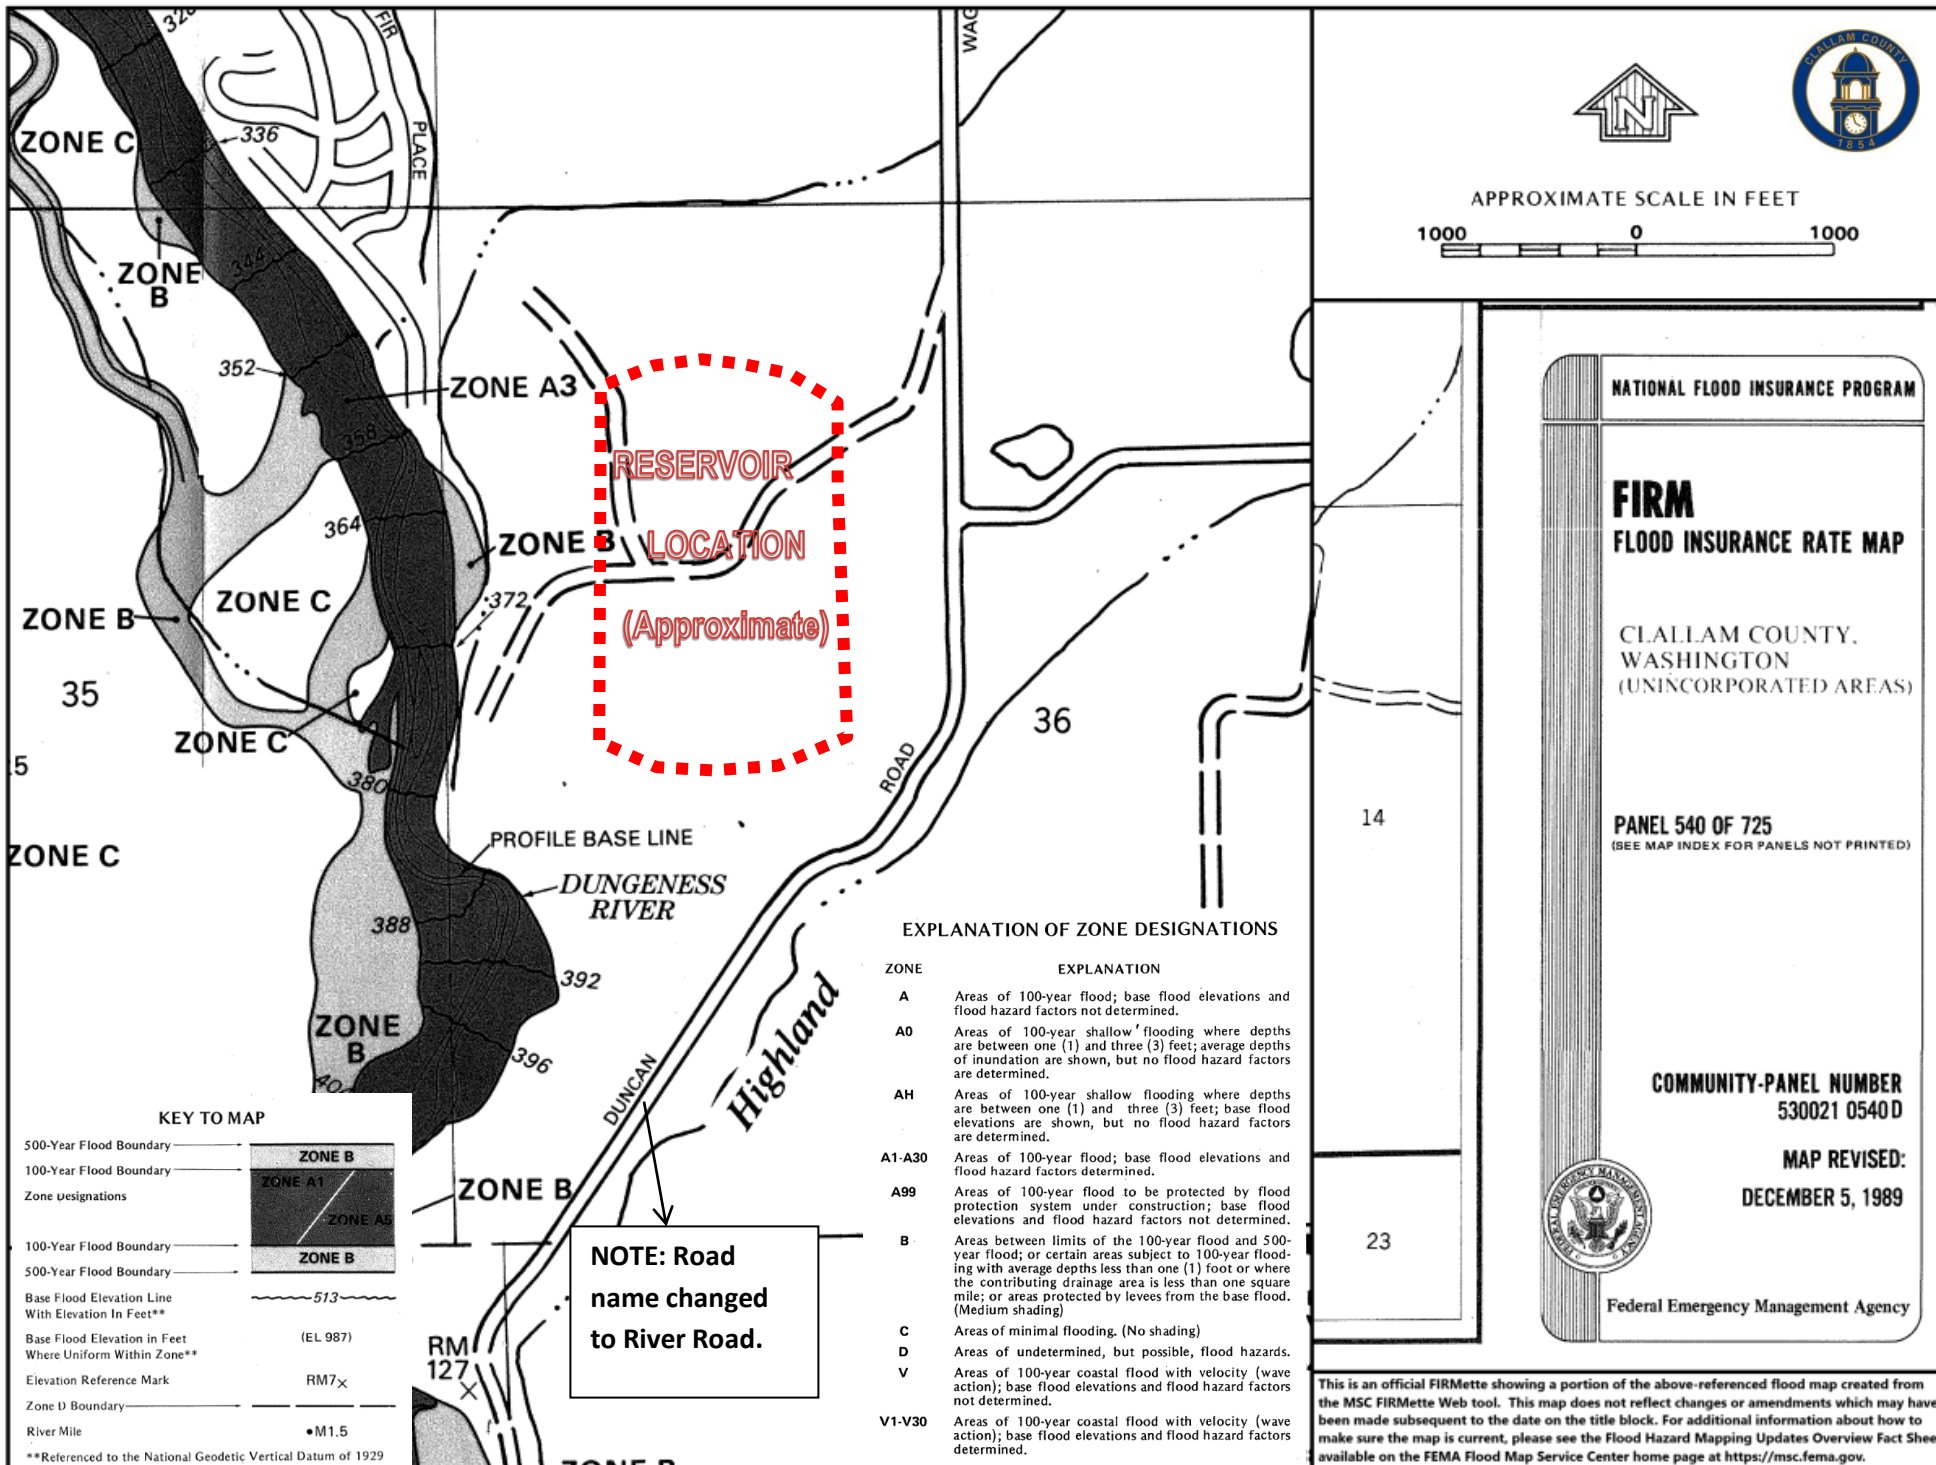 328
FIR
PLACE
WAG
ZONE C
336
ZONE
B
344
352
ZONE A3
358
RESERVOIR
LOCATION
(Approximate)
364
ZONE B
372
ZONE C
ZONE B
35
ZONE C
36
15
380
ROAD
ZONE C
PROFILE BASE LINE
DUNGENESS
RIVER
388
392
ZONE
B
396
DUNCAN
Highland
ZONE B
NOTE: Road
name changed
to River Road.
RM
127
ZONE B
KEY TO MAP
500-Year Flood Boundary
ZONE B
100-Year Flood Boundary
ZONE A1
Zone Designations
ZONE A5
100-Year Flood Boundary
ZONE B
500-Year Flood Boundary
Base Flood Elevation Line
With Elevation In Feet**
513
Base Flood Elevation in Feet
Where Uniform Within Zone**
(EL 987)
Elevation Reference Mark
RM7×
Zone D Boundary
River Mile
•M1.5
**Referenced to the National Geodetic Vertical Datum of 1929
EXPLANATION OF ZONE DESIGNATIONS
ZONE EXPLANATION
A Areas of 100-year flood; base flood elevations and
flood hazard factors not determined.
A0 Areas of 100-year shallow flooding where depths
are between one (1) and three (3) feet; average depths
of inundation are shown, but no flood hazard factors
are determined.
AH Areas of 100-year shallow flooding where depths
are between one (1) and three (3) feet; base flood
elevations are shown, but no flood hazard factors
are determined.
A1-A30 Areas of 100-year flood; base flood elevations and
flood hazard factors determined.
A99 Areas of 100-year flood to be protected by flood
protection system under construction; base flood
elevations and flood hazard factors not determined.
B Areas between limits of the 100-year flood and 500-
year flood; or certain areas subject to 100-year flood-
ing with average depths less than one (1) foot or where
the contributing drainage area is less than one square
mile; or areas protected by levees from the base flood.
(Medium shading)
C Areas of minimal flooding. (No shading)
D Areas of undetermined, but possible, flood hazards.
V Areas of 100-year coastal flood with velocity (wave
action); base flood elevations and flood hazard factors
not determined.
V1-V30 Areas of 100-year coastal flood with velocity (wave
action); base flood elevations and flood hazard factors
determined.
N
CLALLAM COUNTY
1854
APPROXIMATE SCALE IN FEET
1000 0 1000
14
23
NATIONAL FLOOD INSURANCE PROGRAM
FIRM
FLOOD INSURANCE RATE MAP
CLALLAM COUNTY,
WASHINGTON
(UNINCORPORATED AREAS)
PANEL 540 OF 725
(SEE MAP INDEX FOR PANELS NOT PRINTED)
COMMUNITY-PANEL NUMBER
530021 0540 D
MAP REVISED:
DECEMBER 5, 1989
FEDERAL EMERGENCY MANAGEMENT AGENCY
Federal Emergency Management Agency
This is an official FIRMette showing a portion of the above-referenced flood map created from
the MSC FIRMette Web tool. This map does not reflect changes or amendments which may have
been made subsequent to the date on the title block. For additional information about how to
make sure the map is current, please see the Flood Hazard Mapping Updates Overview Fact Shee
available on the FEMA Flood Map Service Center home page at https://msc.fema.gov.